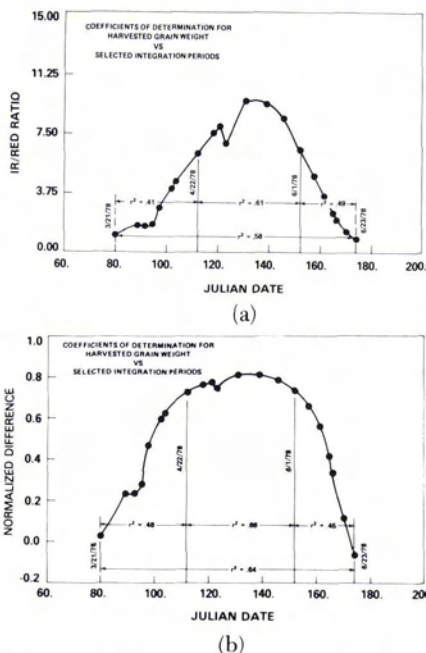 COEFFICIENTS OF DETERMINATION FOR
HARVESTED GRAIN WEIGHT
VS
SELECTED INTEGRATION PERIODS
IR/RED RATIO
15.00
11.25
7.50
3.75
0.00
3/21/78
r² = .41
4/22/78
r² = .61
6/1/78
r² = .49
6/23/78
r² = .58
60. 80. 100. 120. 140. 160. 180. 200.
JULIAN DATE
(a)
COEFFICIENTS OF DETERMINATION FOR
HARVESTED GRAIN WEIGHT
VS
SELECTED INTEGRATION PERIODS
NORMALIZED DIFFERENCE
1.0
0.8
0.6
0.4
0.2
0.0
-0.2
3/21/78
r² = .48
4/22/78
6/1/78
r² = .45
6/23/78
r² = .64
60. 80. 100. 120. 140. 160. 180. 200.
JULIAN DATE
(b)